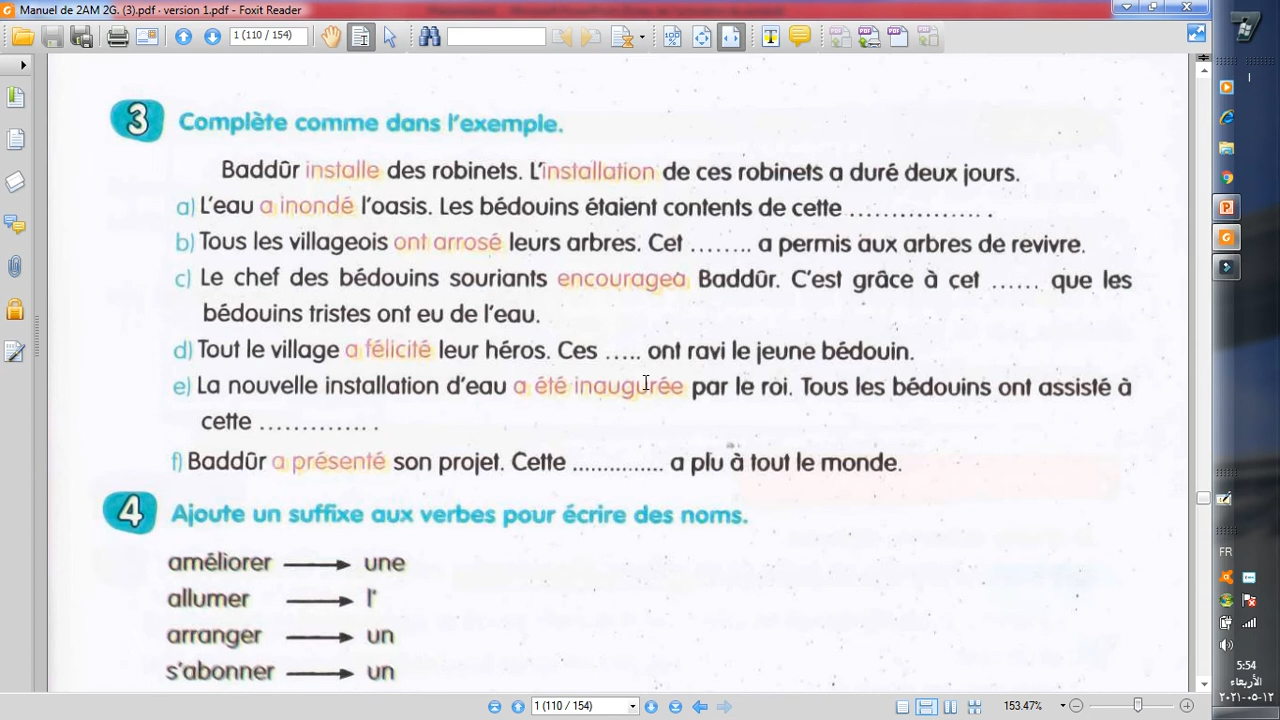 Manuel de 2AM 2G. (3).pdf - version 1.pdf - Foxit Reader
1 (110 / 154)
3 Complète comme dans l'exemple.
Baddûr installe des robinets. L'installation de ces robinets a duré deux jours.
a) L'eau a inondé l'oasis. Les bédouins étaient contents de cette ................ .
b) Tous les villageois ont arrosé leurs arbres. Cet ........ a permis aux arbres de revivre.
c) Le chef des bédouins souriants encouragea Baddûr. C'est grâce à cet ...... que les
bédouins tristes ont eu de l'eau.
d) Tout le village a félicité leur héros. Ces ..... ont ravi le jeune bédouin.
e) La nouvelle installation d'eau a été inaugurée par le roi. Tous les bédouins ont assisté à
cette ............. .
f) Baddûr a présenté son projet. Cette ............... a plu à tout le monde.
4 Ajoute un suffixe aux verbes pour écrire des noms.
améliorer → une
allumer → l'
arranger → un
s'abonner → un
1 (110 / 154)
153.47%
FR
5:54
الأربعاء
٢٠٢١-٠٥-١٢